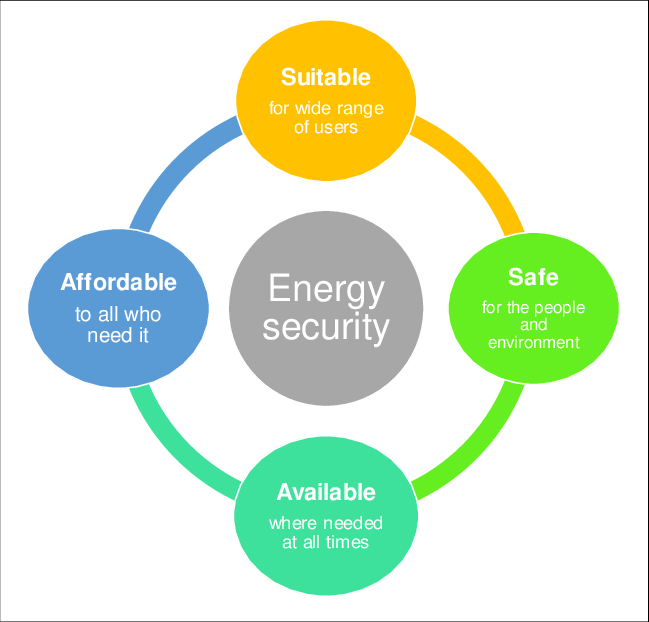 Suitable
for wide range
of users
Affordable
to all who
need it
Energy
security
Safe
for the people
and
environment
Available
where needed
at all times